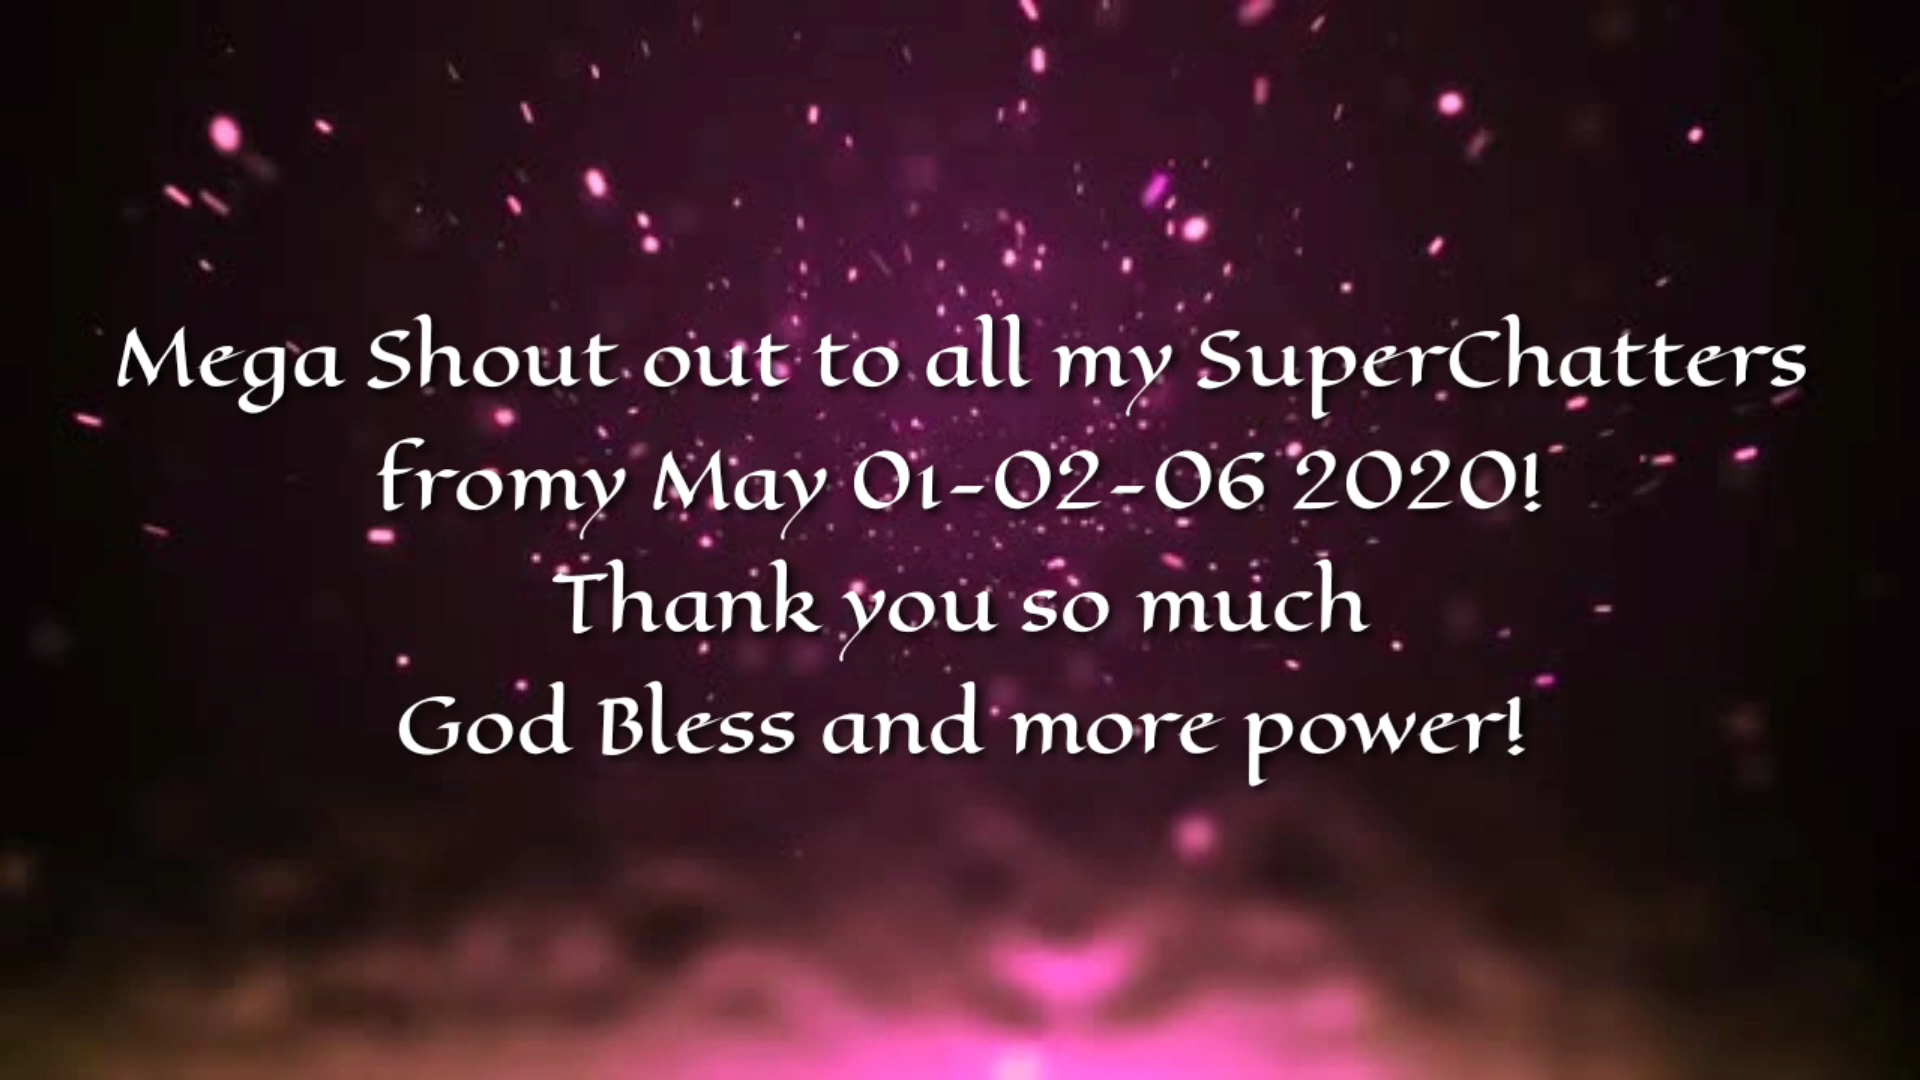 Mega Shout out to all my SuperChatters
fromy May 01-02-06 2020!
Thank you so much
God Bless and more power!